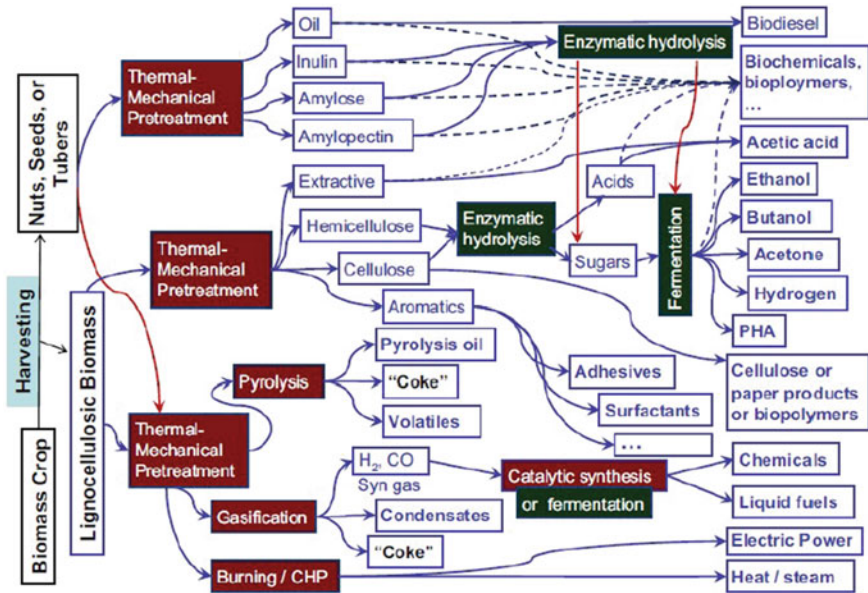 Biomass Crop
Harvesting
Nuts, Seeds, or
Tubers
Lignocellulosic Biomass
Thermal-
Mechanical
Pretreatment
Oil
Inulin
Amylose
Amylopectin
Enzymatic hydrolysis
Biodiesel
Biochemicals,
bioploymers,
...
Thermal-
Mechanical
Pretreatment
Extractive
Hemicellulose
Cellulose
Aromatics
Enzymatic
hydrolysis
Acids
Sugars
Fermentation
Acetic acid
Ethanol
Butanol
Acetone
Hydrogen
PHA
Cellulose or
paper products
or biopolymers
Adhesives
Surfactants
...
Thermal-
Mechanical
Pretreatment
Pyrolysis
Pyrolysis oil
“Coke”
Volatiles
Gasification
H₂, CO
Syn gas
Condensates
“Coke”
Catalytic synthesis
or fermentation
Chemicals
Liquid fuels
Burning / CHP
Electric Power
Heat / steam